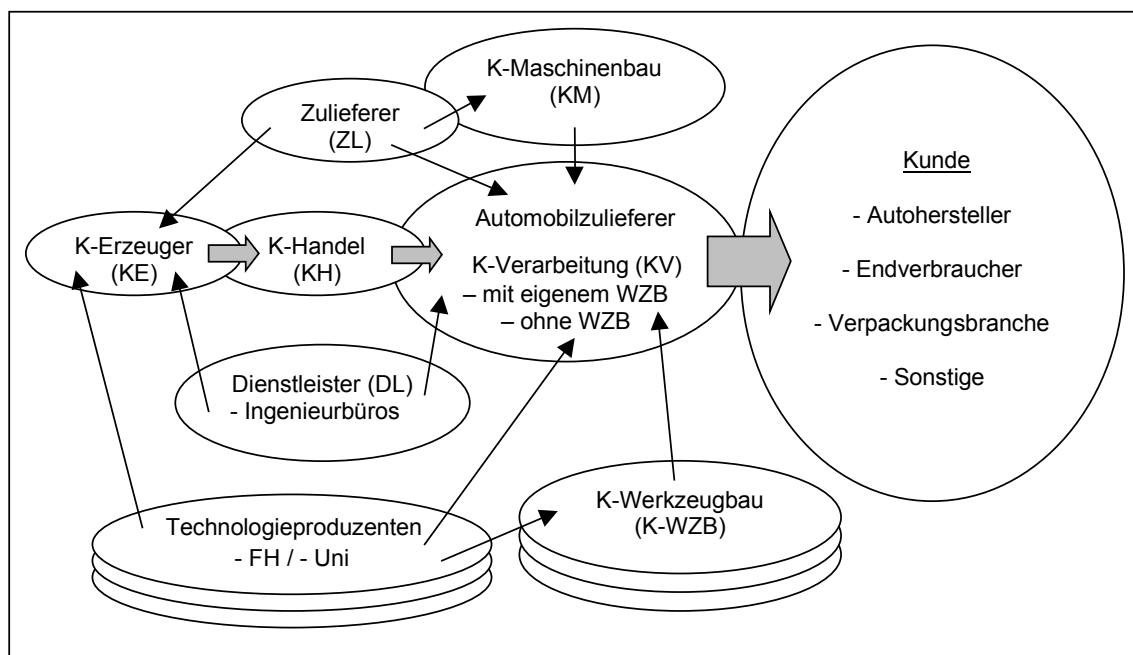 K-Maschinenbau
(KM)
Zulieferer
(ZL)
Kunde
- Autohersteller
- Endverbraucher
- Verpackungsbranche
- Sonstige
K-Erzeuger
(KE)
K-Handel
(KH)
Automobilzulieferer
K-Verarbeitung (KV)
– mit eigenem WZB
– ohne WZB
Dienstleister (DL)
- Ingenieurbüros
Technologieproduzenten
- FH / - Uni
K-Werkzeugbau
(K-WZB)